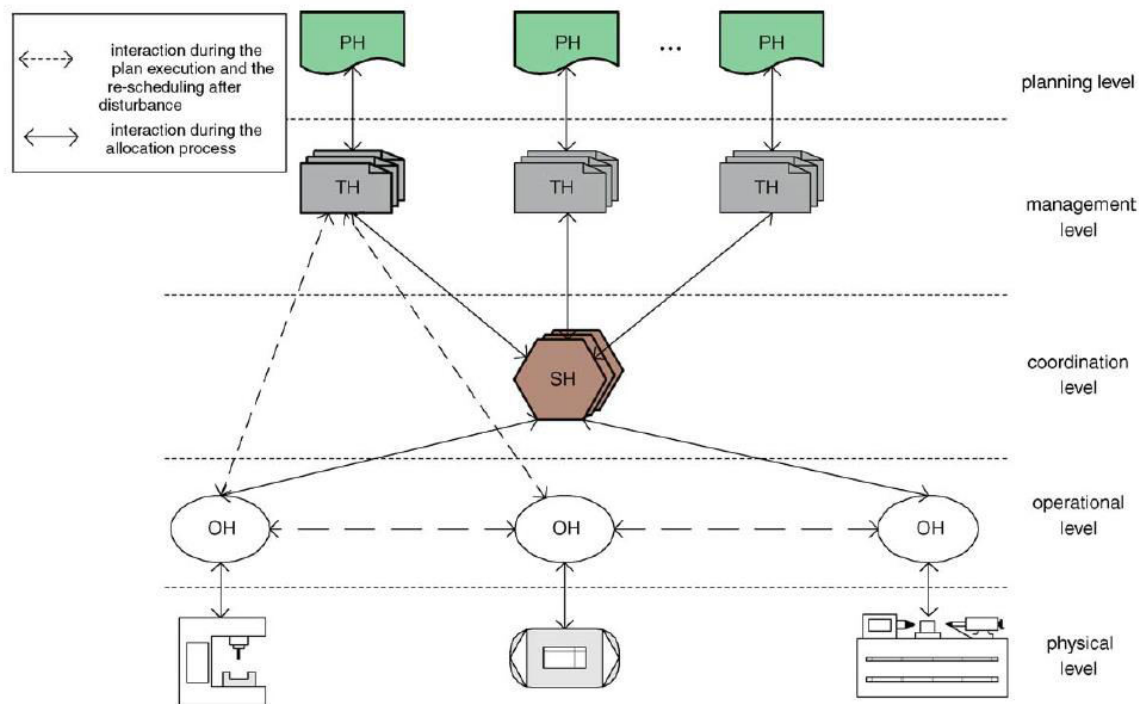 interaction during the
plan execution and the
re-scheduling after
disturbance
interaction during the
allocation process
PH
PH
...
PH
planning level
TH
TH
TH
management
level
SH
coordination
level
OH
OH
OH
operational
level
physical
level